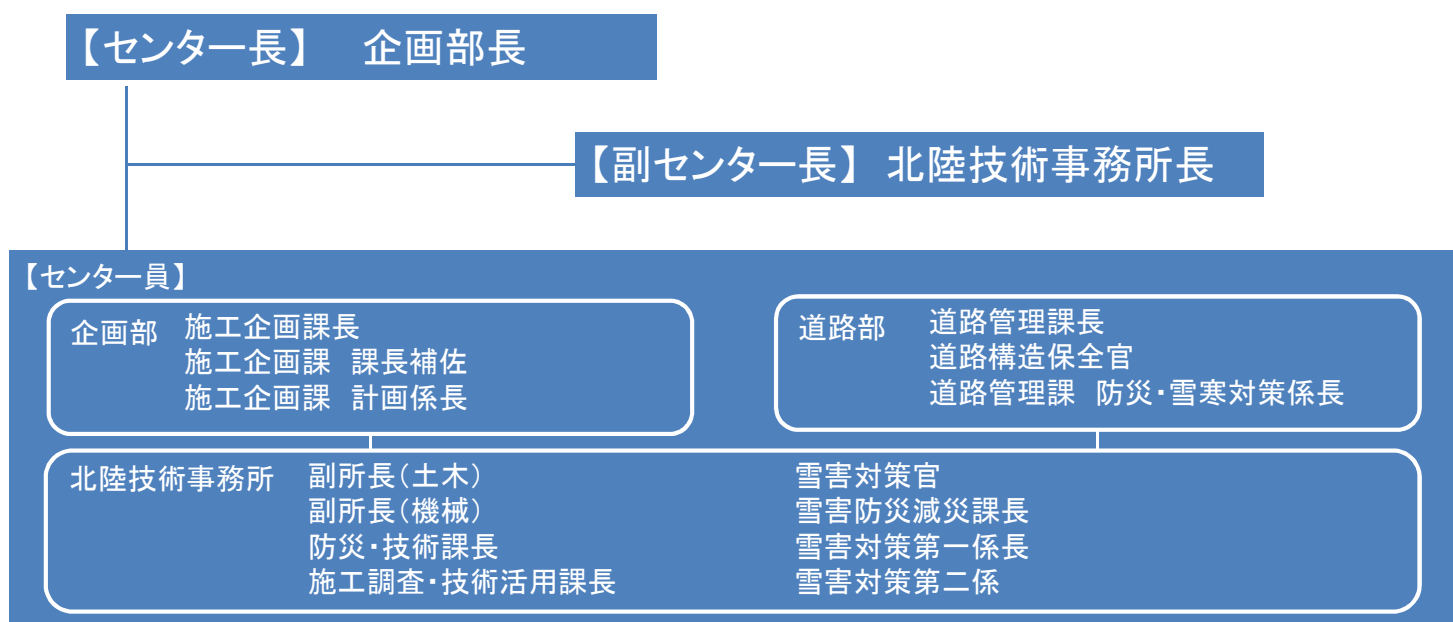 【センター長】　企画部長
【副センター長】 北陸技術事務所長
【センター員】
企画部　施工企画課長
施工企画課　課長補佐
施工企画課　計画係長
道路部　道路管理課長
道路構造保全官
道路管理課　防災・雪寒対策係長
北陸技術事務所　副所長（土木）
副所長（機械）
防災・技術課長
施工調査・技術活用課長
雪害対策官
雪害防災減災課長
雪害対策第一係長
雪害対策第二係